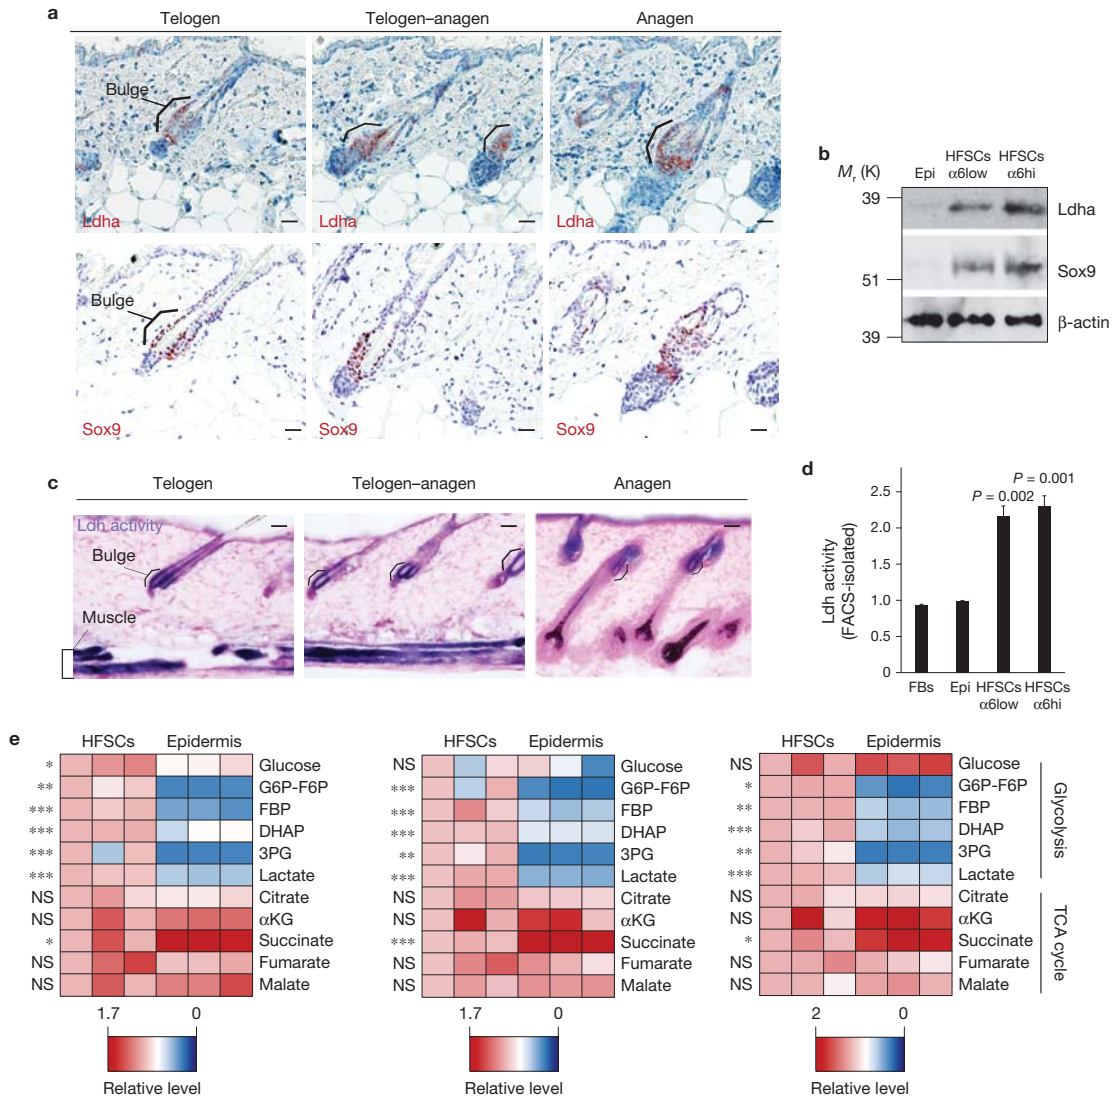 a
Telogen
Telogen–anagen
Anagen
Bulge
Ldha
Ldha
Ldha
Bulge
Sox9
Sox9
Sox9
b
Mr (K)
Epi
HFSCs
α6low
HFSCs
α6hi
39
Ldha
51
Sox9
39
β-actin
c
Telogen
Telogen–anagen
Anagen
Ldh activity
Bulge
Muscle
d
Ldh activity
(FACS-isolated)
2.5
2.0
1.0
0.5
0
P = 0.002
P = 0.001
FBs
Epi
HFSCs
α6low
HFSCs
α6hi
e
HFSCs Epidermis
* Glucose
** G6P-F6P
*** FBP
*** DHAP
*** 3PG
*** Lactate
NS Citrate
NS αKG
* Succinate
NS Fumarate
NS Malate
1.7 0
Relative level
HFSCs Epidermis
NS Glucose
*** G6P-F6P
*** FBP
*** DHAP
** 3PG
*** Lactate
NS Citrate
NS αKG
*** Succinate
NS Fumarate
NS Malate
1.7 0
Relative level
HFSCs Epidermis
NS Glucose
* G6P-F6P
** FBP
*** DHAP
** 3PG
*** Lactate
NS Citrate
NS αKG
* Succinate
NS Fumarate
NS Malate
Glycolysis
TCA cycle
2 0
Relative level